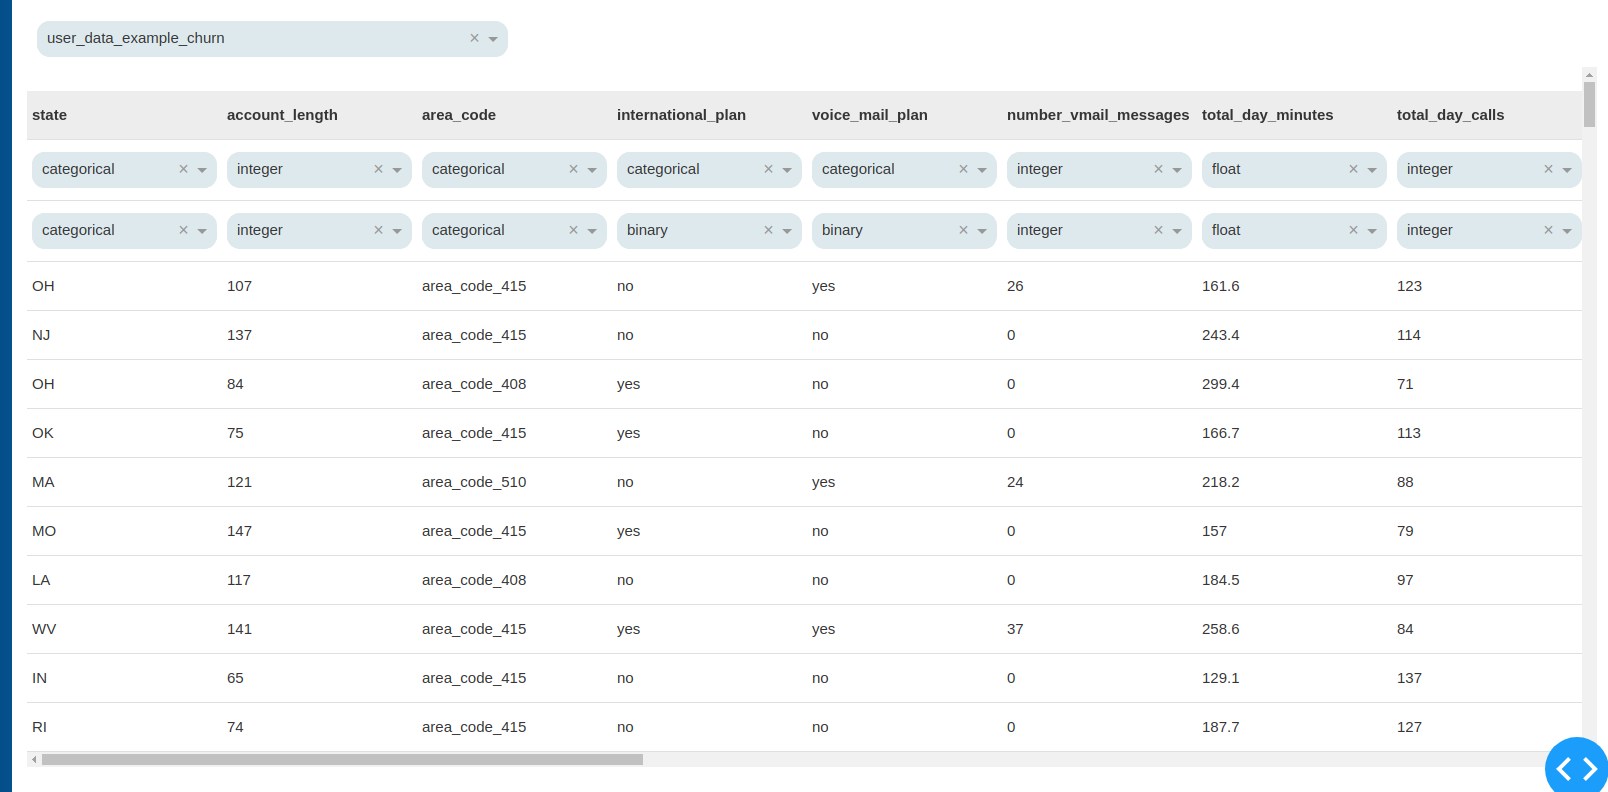 user_data_example_churn × 
state account_length area_code international_plan voice_mail_plan number_vmail_messages total_day_minutes total_day_calls
categorical × integer × categorical × categorical × categorical × integer × float × integer ×
categorical × integer × categorical × binary × binary × integer × float × integer ×
OH 107 area_code_415 no yes 26 161.6 123
NJ 137 area_code_415 no no 0 243.4 114
OH 84 area_code_408 yes no 0 299.4 71
OK 75 area_code_415 yes no 0 166.7 113
MA 121 area_code_510 no yes 24 218.2 88
MO 147 area_code_415 yes no 0 157 79
LA 117 area_code_408 no no 0 184.5 97
WV 141 area_code_415 yes yes 37 258.6 84
IN 65 area_code_415 no no 0 129.1 137
RI 74 area_code_415 no no 0 187.7 127